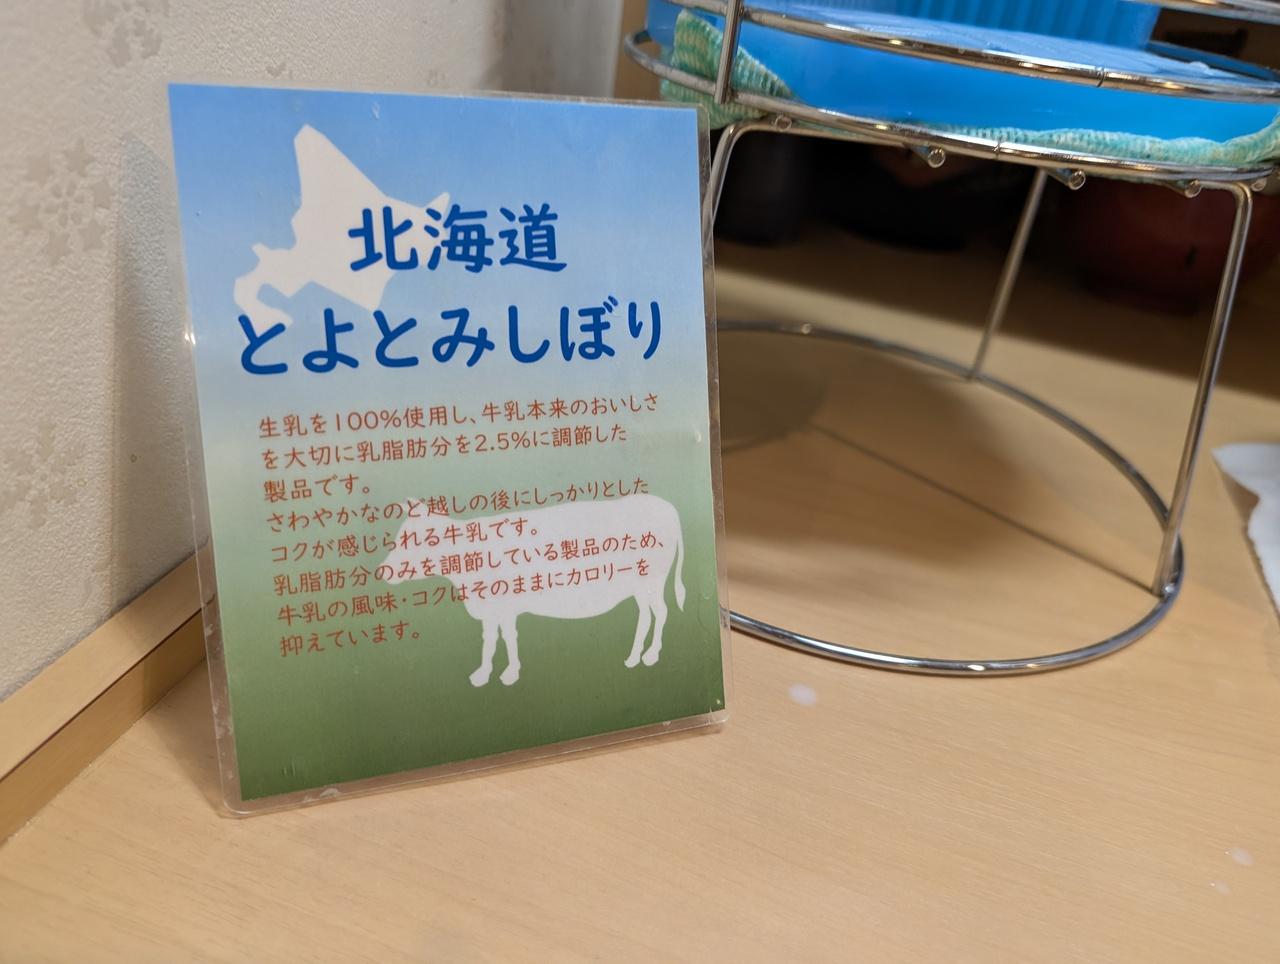 北海道
とよとみしぼり
生乳を100%使用し、牛乳本来のおいしさ
を大切に乳脂肪分を2.5%に調節した
製品です。
さわやかなのど越しの後にしっかりとした
コクが感じられる牛乳です。
乳脂肪分のみを調節している製品のため、
牛乳の風味・コクはそのままにカロリーを
抑えています。